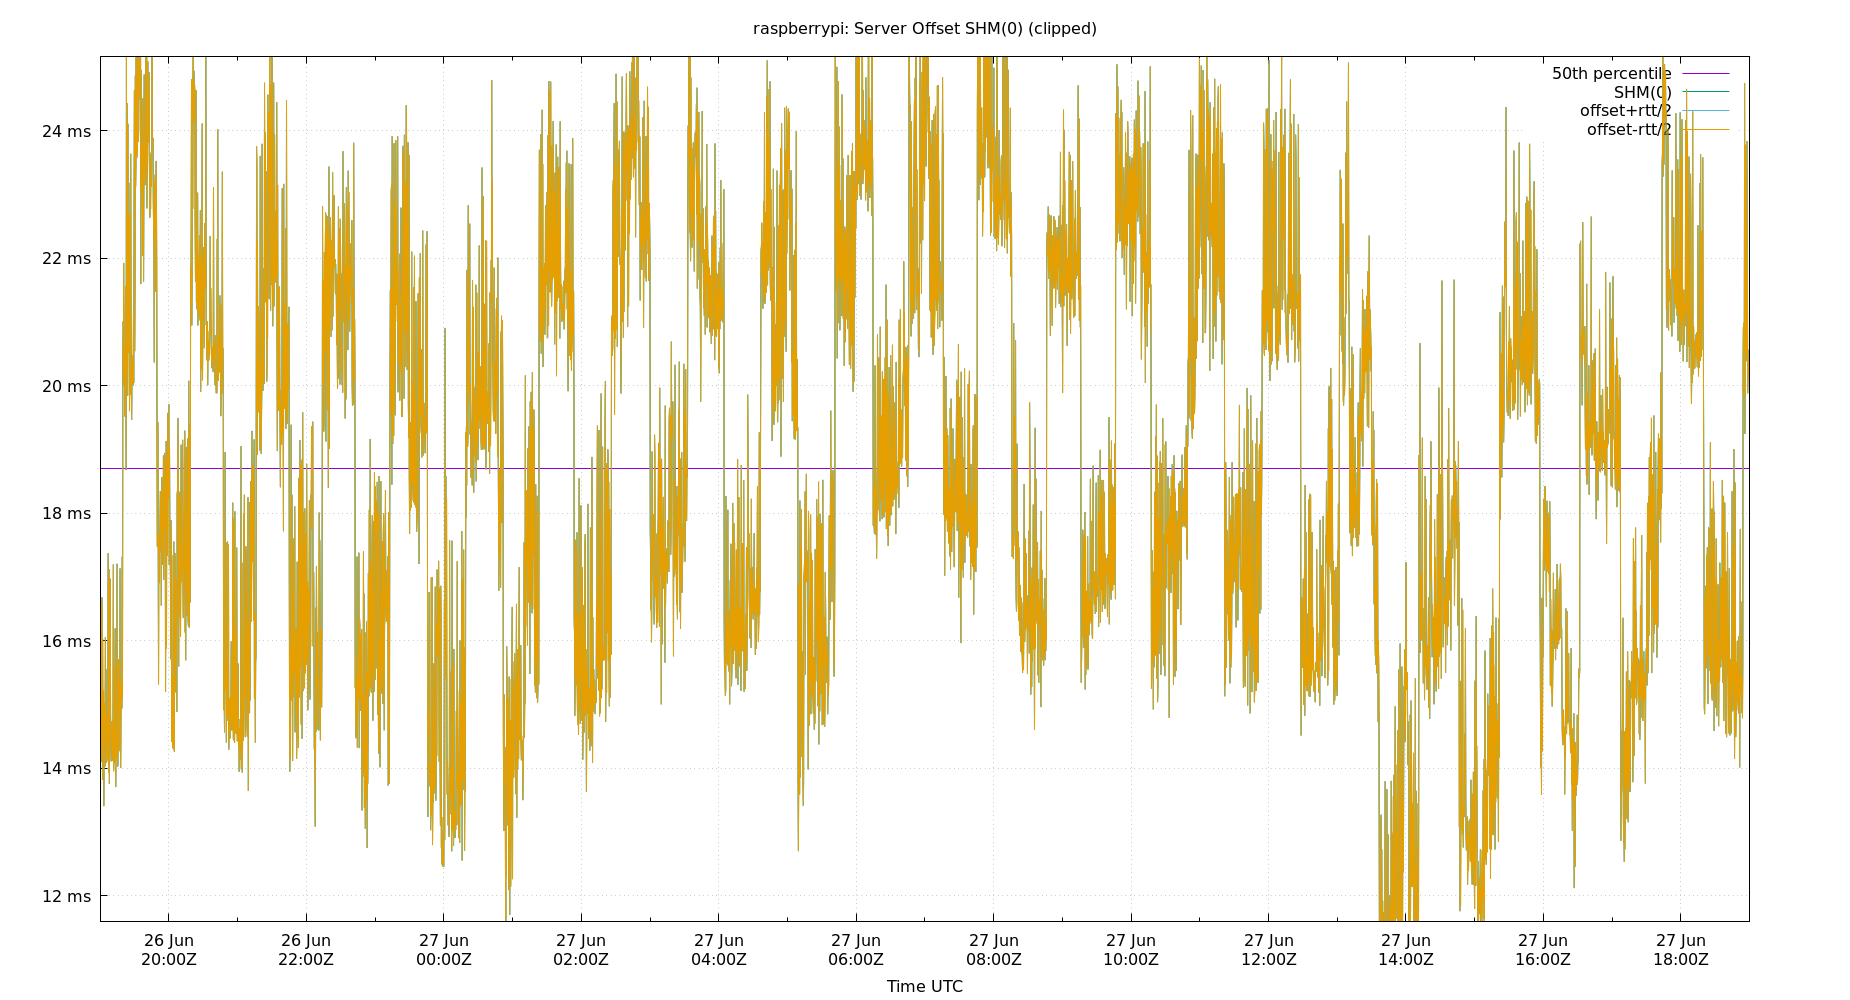 raspberrypi: Server Offset SHM(0) (clipped)
50th percentile
SHM(0)
offset+rtt/2
offset-rtt/2
24 ms
22 ms
20 ms
18 ms
16 ms
14 ms
12 ms
26 Jun 26 Jun 27 Jun 27 Jun 27 Jun 27 Jun 27 Jun 27 Jun 27 Jun 27 Jun 27 Jun 27 Jun
20:00Z 22:00Z 00:00Z 02:00Z 04:00Z 06:00Z 08:00Z 10:00Z 12:00Z 14:00Z 16:00Z 18:00Z
Time UTC